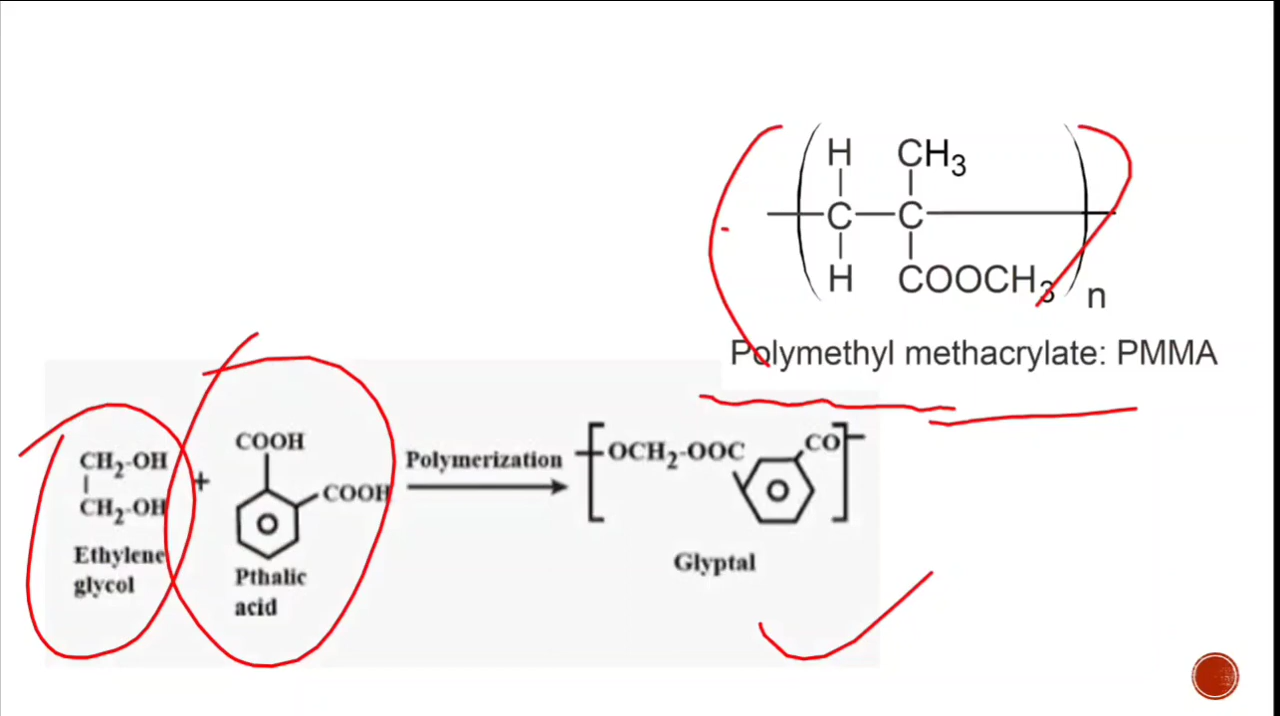 H CH3
C C
H COOCH3
n
Polymethyl methacrylate: PMMA
COOH
CH2-OH
+
COOH
CH2-OH
Ethylene
glycol
Pthalic
acid
Polymerization
OCH2-OOC
CO
Glyptal